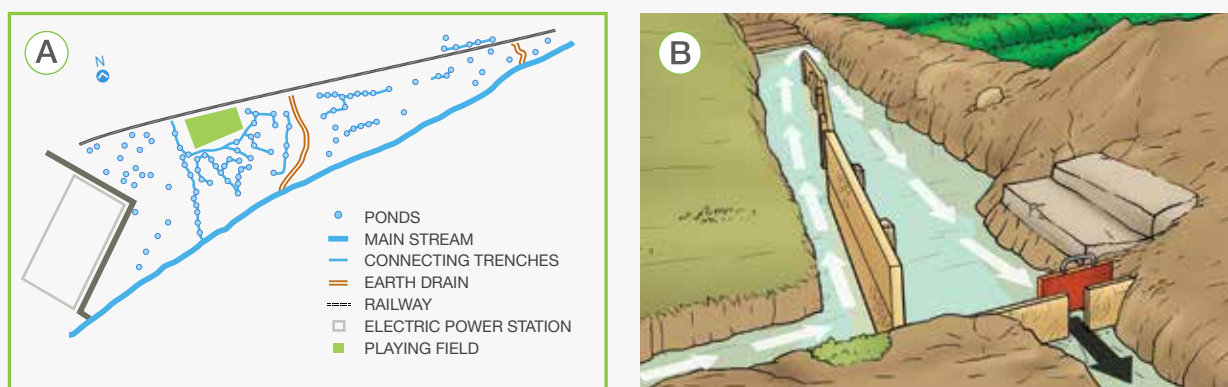 A
N
PONDS
MAIN STREAM
CONNECTING TRENCHES
EARTH DRAIN
RAILWAY
ELECTRIC POWER STATION
PLAYING FIELD
B